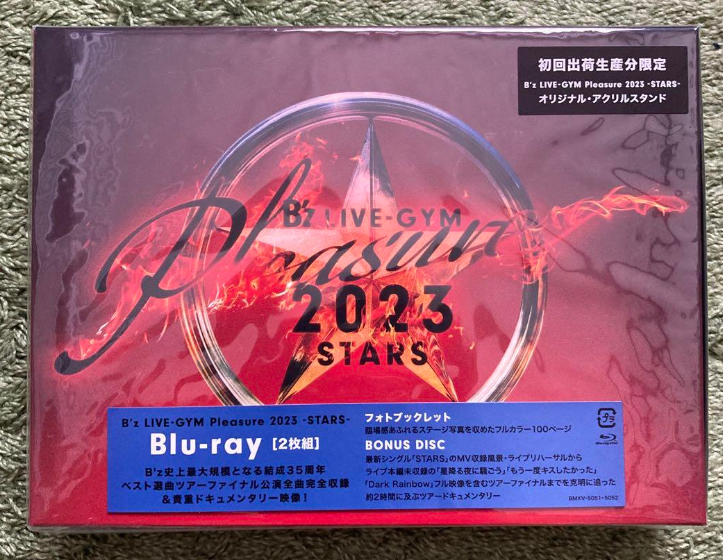 初回出荷生産分限定
B'z LIVE-GYM Pleasure 2023 -STARS-
オリジナル・アクリルスタンド
B'z LIVE-GYM
Pleasure
2023
STARS
B'z LIVE-GYM Pleasure 2023 -STARS-
Blu-ray [2枚組]
B'z史上最大規模となる結成35周年
ベスト選曲ツアーファイナル公演全曲完全収録
&貴重ドキュメンタリー映像!
フォトブックレット
臨場感あふれるステージ写真を収めたフルカラー100ページ
BONUS DISC
最新シングル「STARS」のMV収録風景・ライブリハーサルから
ライブ本編未収録の「星降る夜に騒ごう」「もう一度キスしたかった」
「Dark Rainbow」フル映像を含むツアーファイナルまでを克明に追った
約2時間に及ぶツアードキュメンタリー
プラ
Blu-ray Disc
BMXV-5051~5052